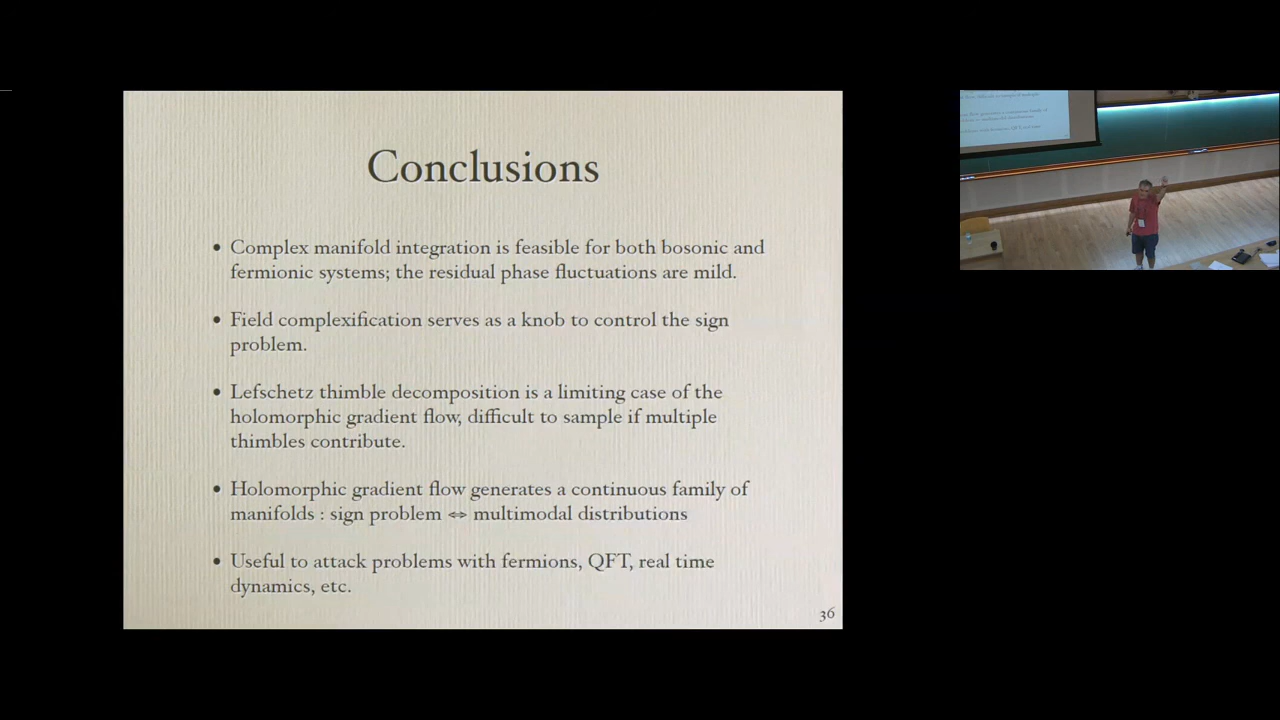 Conclusions
• Complex manifold integration is feasible for both bosonic and
fermionic systems; the residual phase fluctuations are mild.
• Field complexification serves as a knob to control the sign
problem.
• Lefschetz thimble decomposition is a limiting case of the
holomorphic gradient flow, difficult to sample if multiple
thimbles contribute.
• Holomorphic gradient flow generates a continuous family of
manifolds : sign problem ⇔ multimodal distributions
• Useful to attack problems with fermions, QFT, real time
dynamics, etc.
36